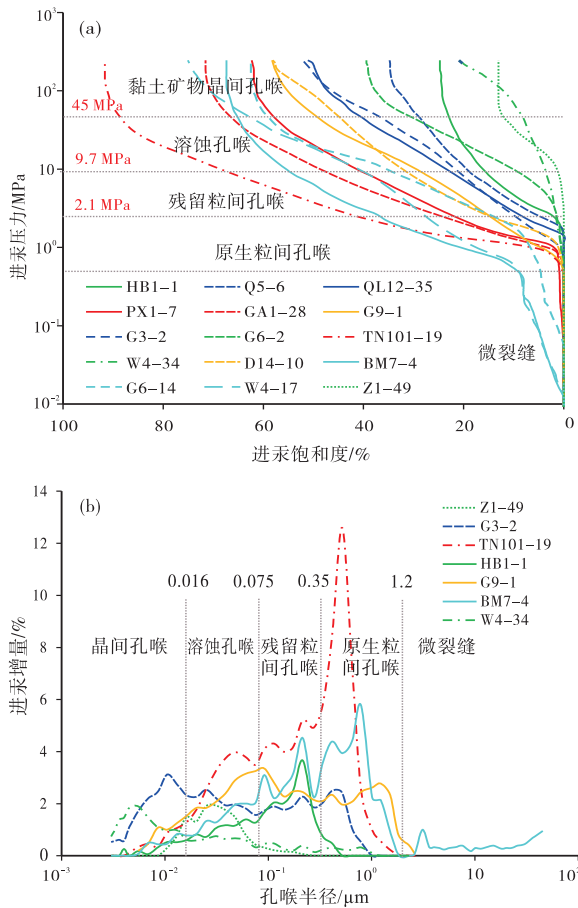 (a)
10²
10
10⁰
10⁻¹
10⁻²
进汞压力/MPa
黏土矿物晶间孔喉
45 MPa
溶蚀孔喉
9.7 MPa
残留粒间孔喉
2.1 MPa
原生粒间孔喉
微裂缝
HB1-1 Q5-6 QL12-35
PX1-7 GA1-28 G9-1
G3-2 G6-2 TN101-19
W4-34 D14-10 BM7-4
G6-14 W4-17 Z1-49
100 80 60 40 20 0
进汞饱和度/%
(b)
14
12
10
8
6
4
2
0
进汞增量/%
Z1-49
G3-2
TN101-19
HB1-1
G9-1
BM7-4
W4-34
0.016 0.075 0.35 1.2
晶间孔喉 溶蚀孔喉 残留粒 原生粒 微裂缝
间孔喉 间孔喉
10⁻³ 10⁻² 10⁻¹ 10⁰ 10 10²
孔喉半径/μm